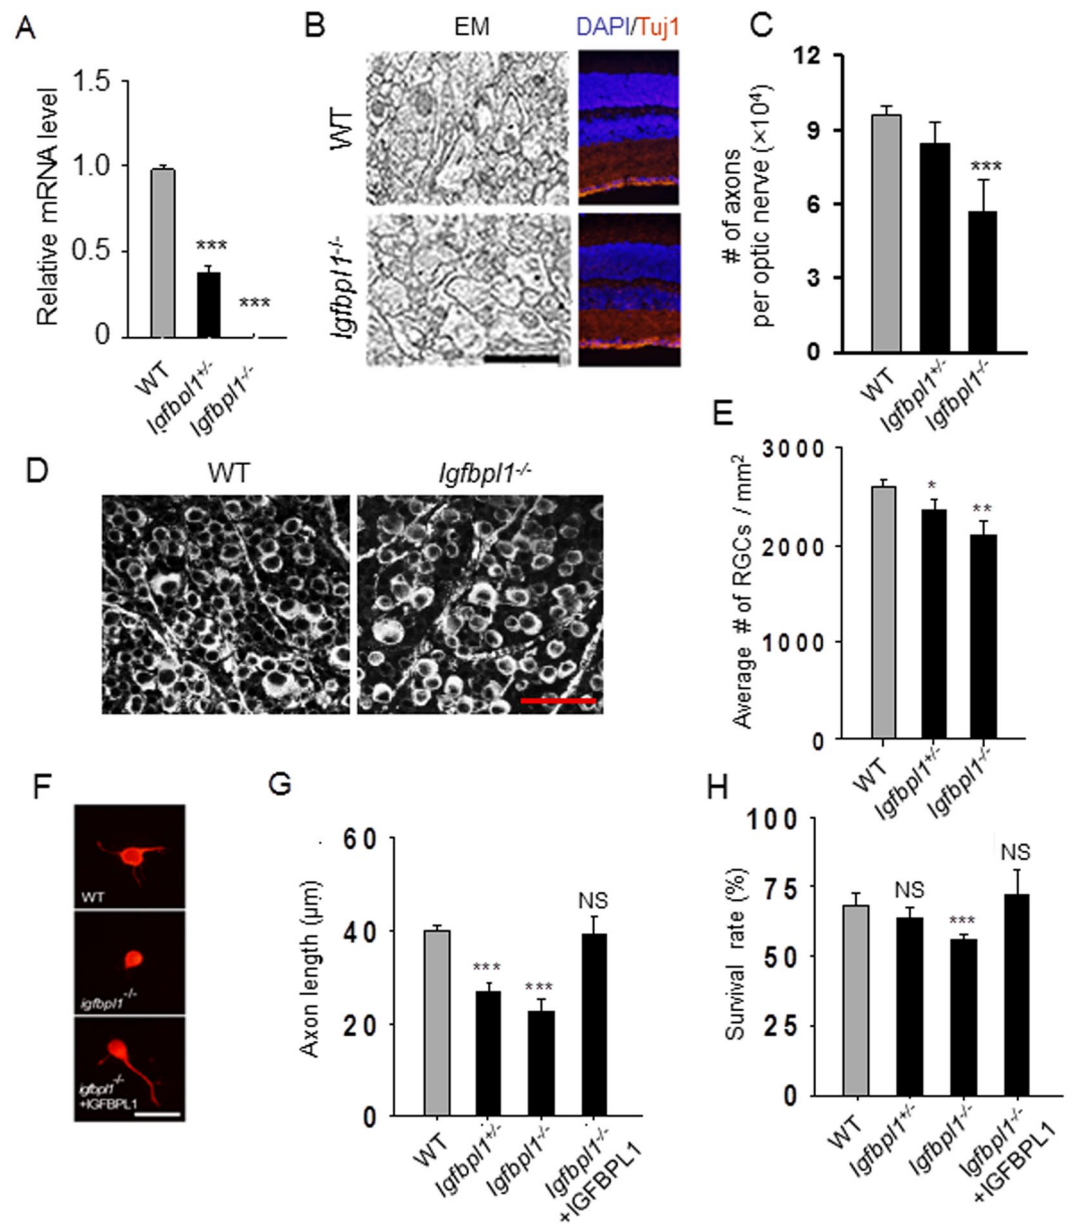 A
Relative mRNA level
1.5
1.0
0.5
0
***
***
WT
Igfbpl1+/-
Igfbpl1-/-
B
EM
DAPI/Tuj1
WT
Igfbpl1-/-
C
# of axons
per optic nerve (×10⁴)
12
9
6
3
0
***
WT
Igfbpl1+/-
Igfbpl1-/-
D
WT
Igfbpl1-/-
E
Average # of RGCs / mm²
3000
2000
1000
0
*
**
WT
Igfbpl1+/-
Igfbpl1-/-
F
WT
igfbpl1-/-
igfbpl1-/-
+IGFBPL1
G
Axon length (µm)
60
40
20
0
***
***
NS
WT
Igfbpl1+/-
Igfbpl1-/-
Igfbpl1-/-
+IGFBPL1
H
Survival rate (%)
100
75
50
25
0
NS
***
NS
WT
Igfbpl1+/-
Igfbpl1-/-
Igfbpl1-/-
+IGFBPL1